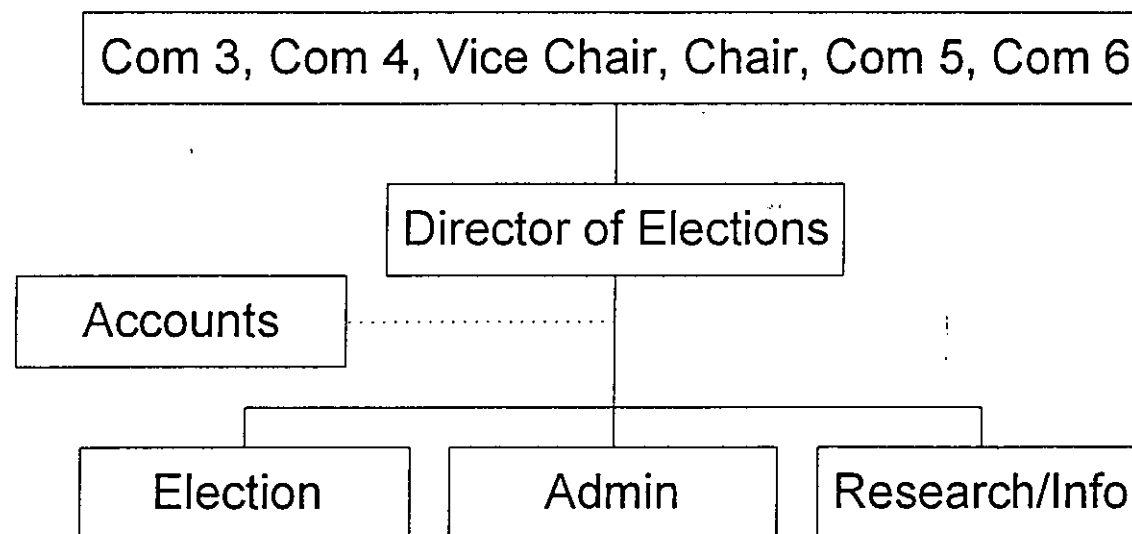 Com 3, Com 4, Vice Chair, Chair, Com 5, Com 6
Director of Elections
Accounts
Election
Admin
Research/Info